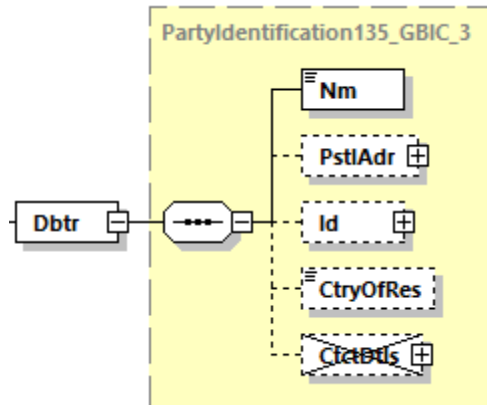 PartyIdentification135_GBIC_3
Nm
PstlAdr
Dbtr
Id
CtryOfRes
CtctDtls